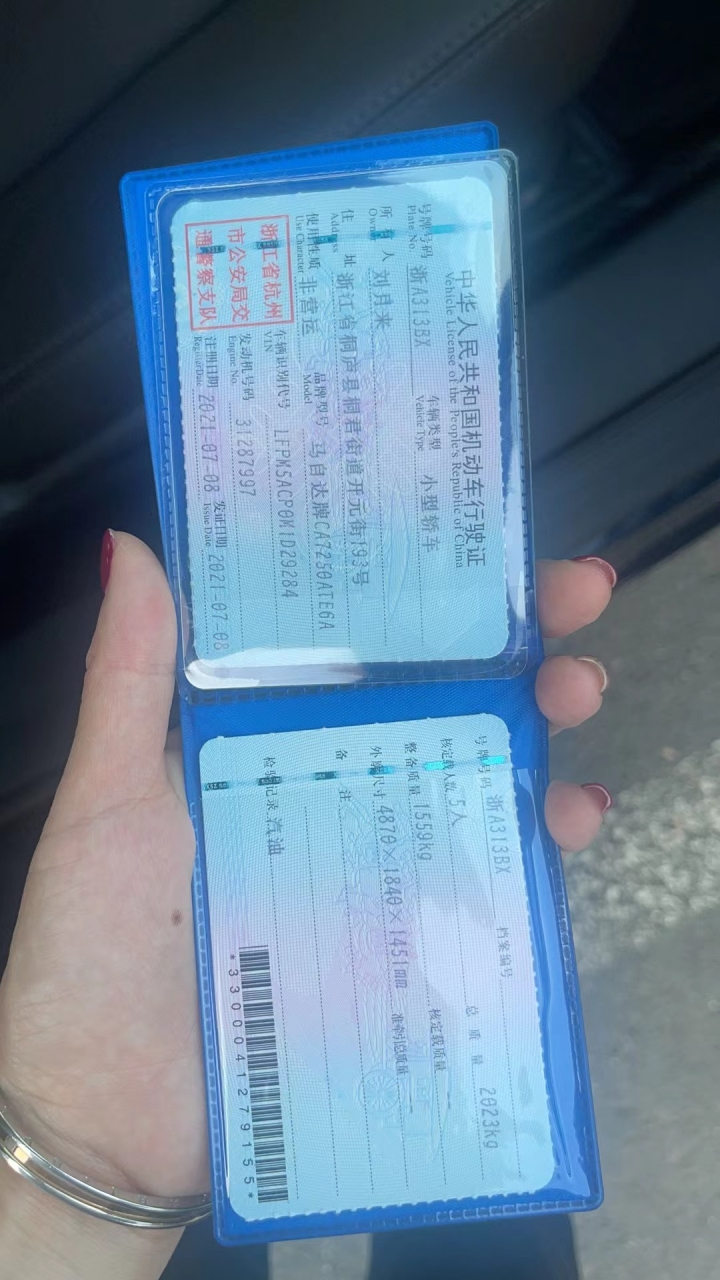 中华人民共和国机动车行驶证
Vehicle License of the People's Republic of China
号牌号码 浙A313BX 车辆类型 小型轿车
Plate No. Vehicle Type
所有人 刘月来
Owner
住址 浙江省桐庐县桐君街道开元街193号
Address
使用性质 非营运 品牌型号 马自达牌CA7250ATE6A
Use Character Model
浙江省杭州
市公安局交
通警察支队
车辆识别代号 LFPM5ACP0M1D29284
VIN
发动机号码 31287997
Engine No.
注册日期 2021-07-08 发证日期 2021-07-08
Register Date Issue Date
号牌号码 浙A313BX 档案编号
核定载人数 5人 总质量 2023kg
整备质量 1559kg 核定载质量
外廓尺寸 4870×1840×1451mm 准牵引总质量
备注
检验记录 汽油
*3300041279155*